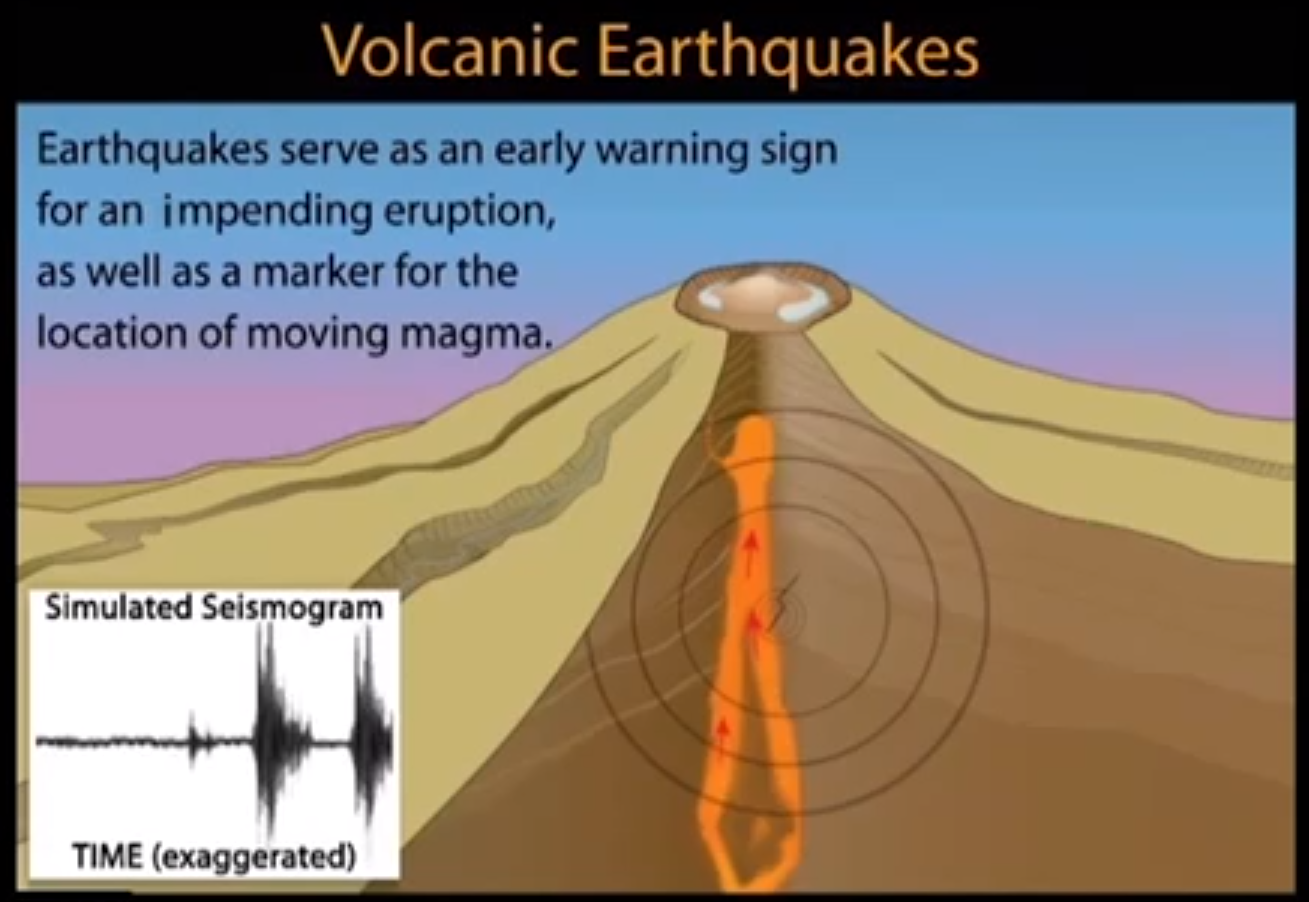 Volcanic Earthquakes
Earthquakes serve as an early warning sign
for an impending eruption,
as well as a marker for the
location of moving magma.
Simulated Seismogram
TIME (exaggerated)